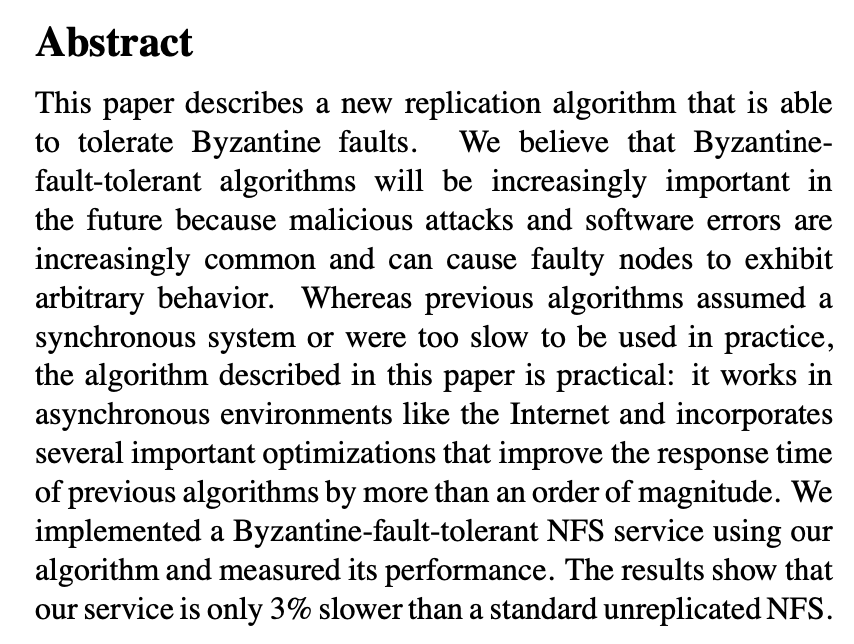 Abstract
This paper describes a new replication algorithm that is able
to tolerate Byzantine faults. We believe that Byzantine-
fault-tolerant algorithms will be increasingly important in
the future because malicious attacks and software errors are
increasingly common and can cause faulty nodes to exhibit
arbitrary behavior. Whereas previous algorithms assumed a
synchronous system or were too slow to be used in practice,
the algorithm described in this paper is practical: it works in
asynchronous environments like the Internet and incorporates
several important optimizations that improve the response time
of previous algorithms by more than an order of magnitude. We
implemented a Byzantine-fault-tolerant NFS service using our
algorithm and measured its performance. The results show that
our service is only 3% slower than a standard unreplicated NFS.